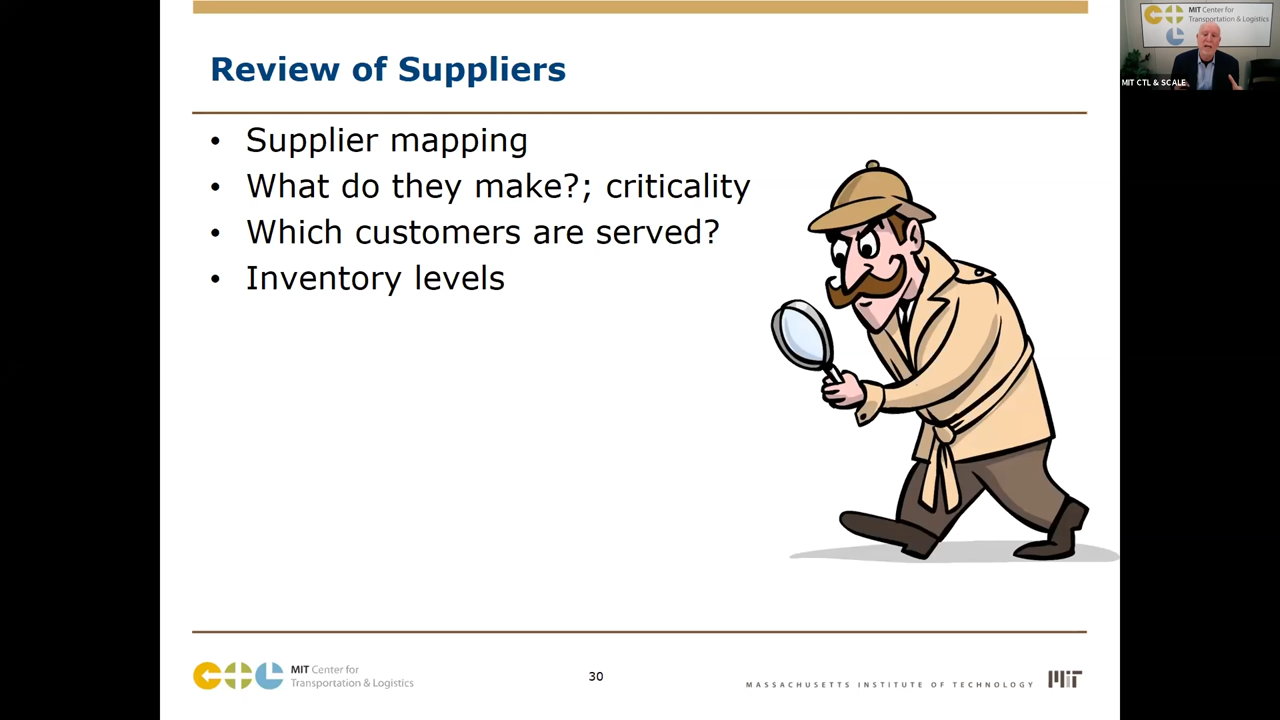 Review of Suppliers
• Supplier mapping
• What do they make?; criticality
• Which customers are served?
• Inventory levels
MIT Center for
Transportation & Logistics
30
MASSACHUSETTS INSTITUTE OF TECHNOLOGY
MIT
MIT Center for
Transportation & Logistics
MIT CTL & SCALE